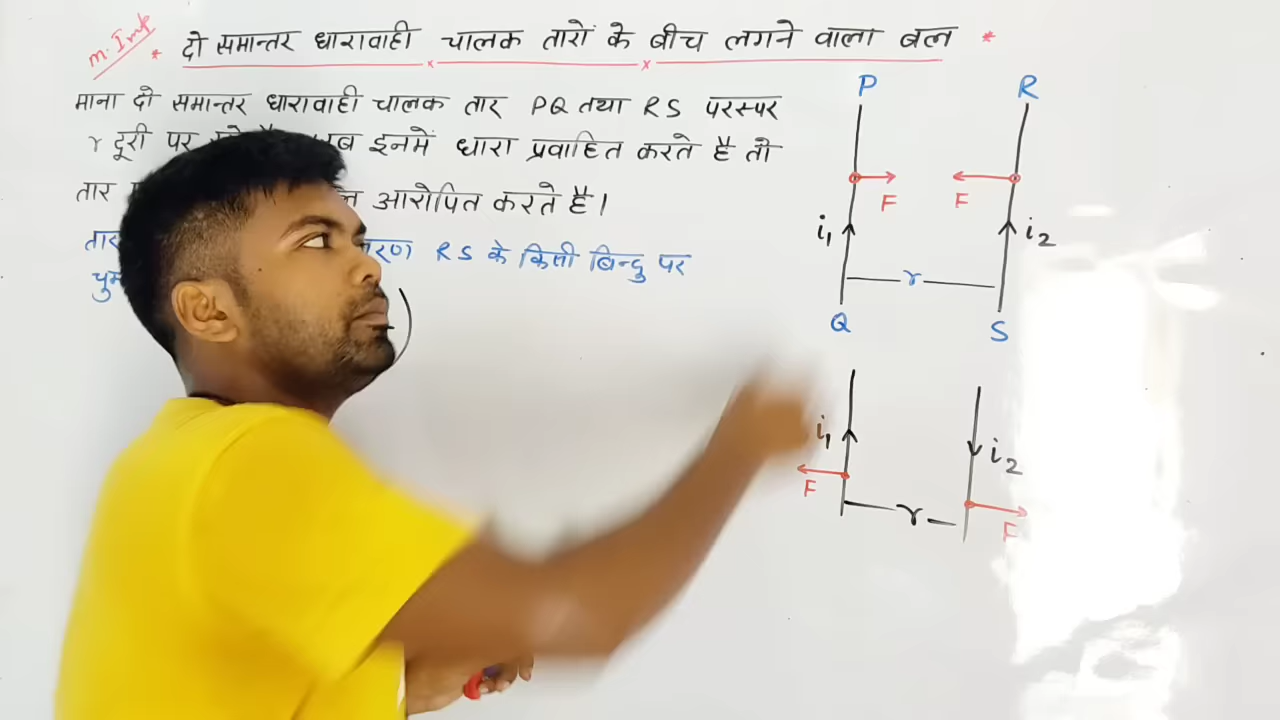 m. Imp
* दो समान्तर धारावाही चालक तारों के बीच लगने वाला बल *
माना दो समान्तर धारावाही चालक तार PQ तथा RS परस्पर
r दूरी पर इनमें धारा प्रवाहित करते है तो
तार आरोपित करते है।
तार RS के किसी बिन्दु पर
)
P R
F F
i₁ i₂
r
Q S
i₁ i₂
F F
r